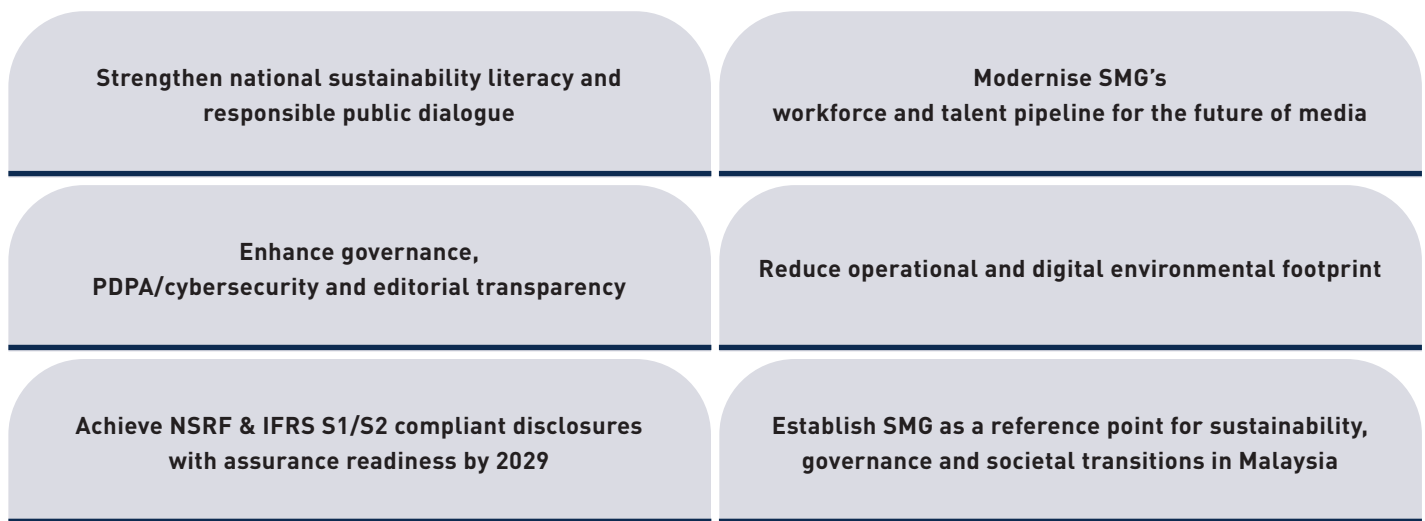 Strengthen national sustainability literacy and
responsible public dialogue
Modernise SMG’s
workforce and talent pipeline for the future of media
Enhance governance,
PDPA/cybersecurity and editorial transparency
Reduce operational and digital environmental footprint
Achieve NSRF & IFRS S1/S2 compliant disclosures
with assurance readiness by 2029
Establish SMG as a reference point for sustainability,
governance and societal transitions in Malaysia